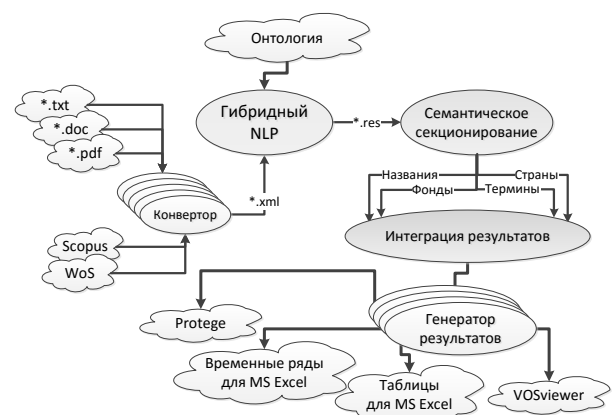 Онтология
*.txt
*.doc
*.pdf
Гибридный
NLP
*.res
Семантическое
секционирование
*.xml
Конвертор
Названия
Страны
Фонды
Термины
Scopus
WoS
Интеграция результатов
Protege
Генератор
результатов
Временные ряды
для MS Excel
Таблицы
для MS Excel
VOSviewer